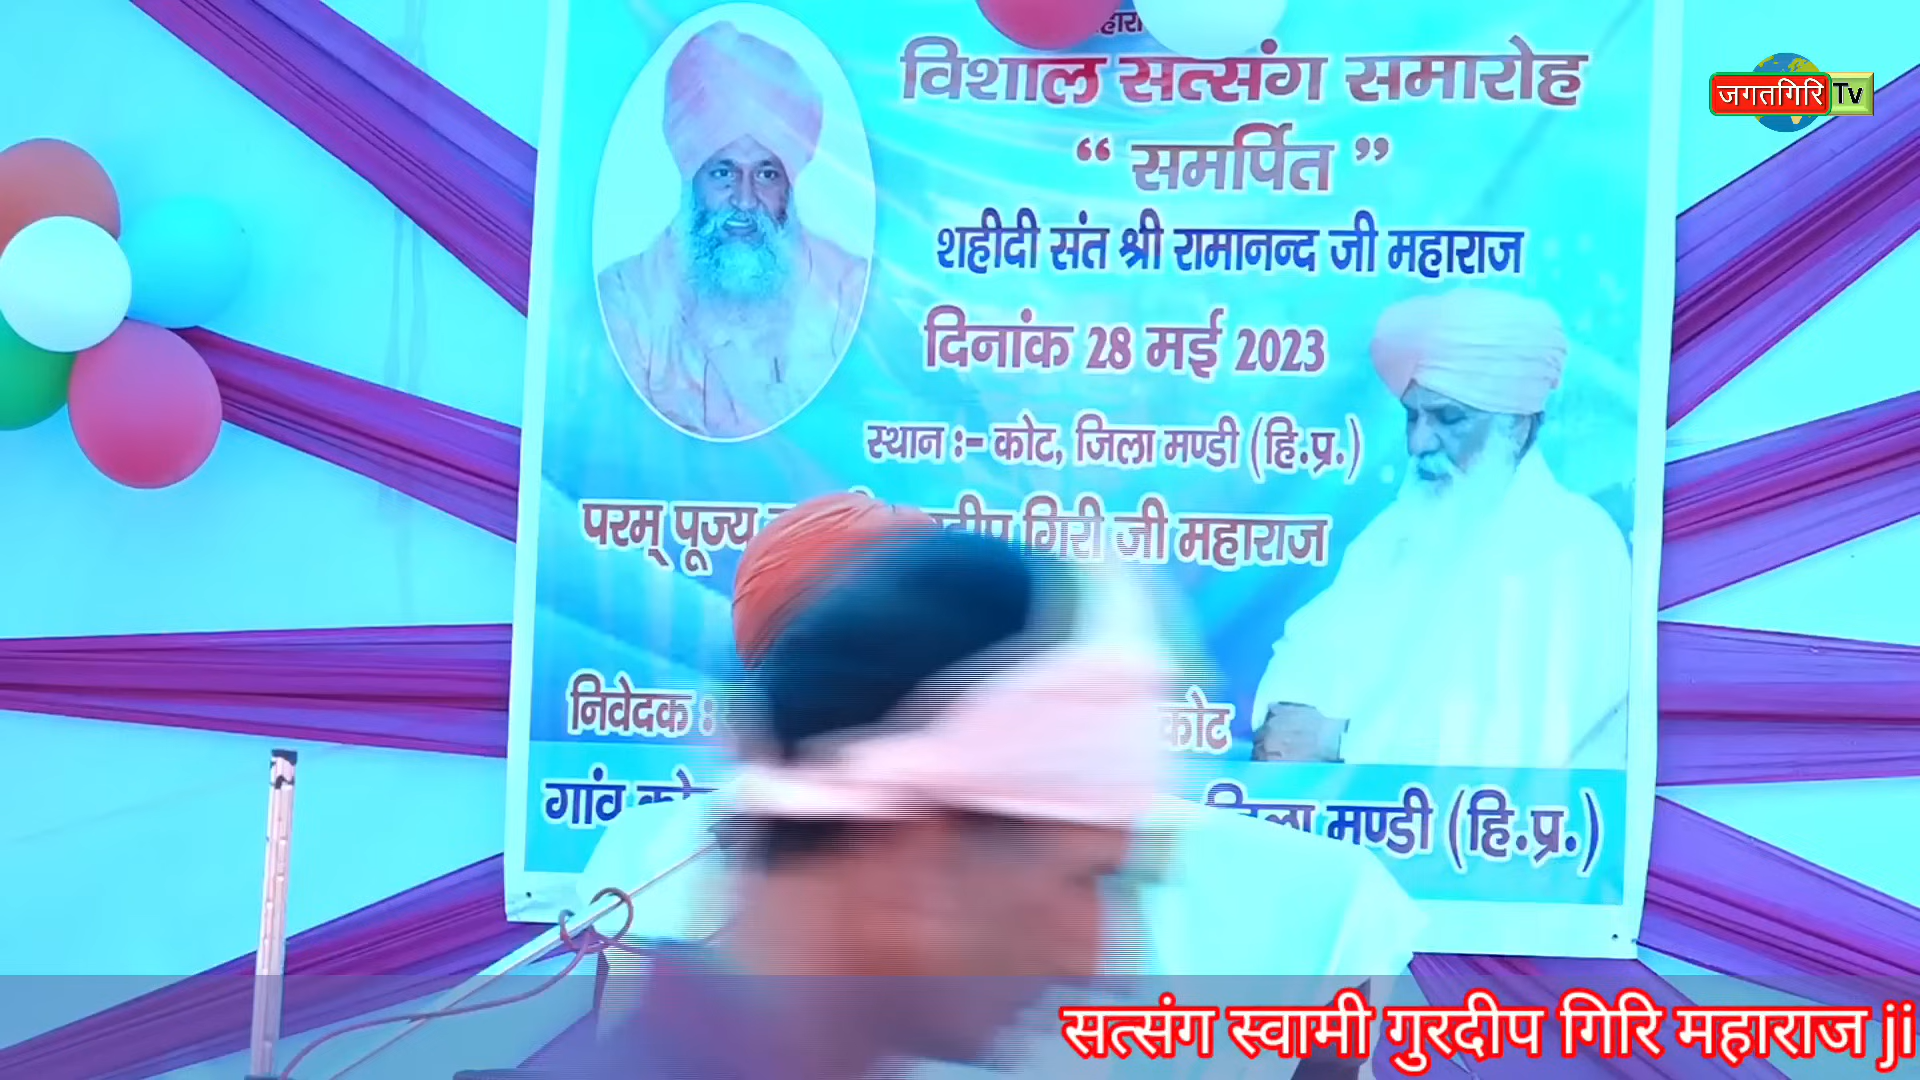 विशाल सत्संग समारोह
“ समर्पित ”
शहीदी संत श्री रामानन्द जी महाराज
दिनांक 28 मई 2023
स्थान :- कोट, जिला मण्डी (हि.प्र.)
परम् पूज्य गिरी जी महाराज
निवेदक : कोट
गांव जिला मण्डी (हि.प्र.)
जगतगिरि Tv
सत्संग स्वामी गुरदीप गिरि महाराज ji